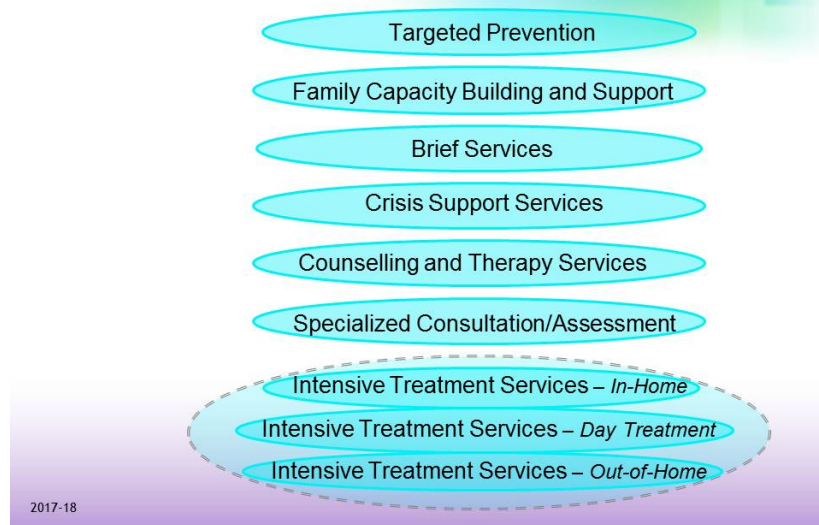 Targeted Prevention
Family Capacity Building and Support
Brief Services
Crisis Support Services
Counselling and Therapy Services
Specialized Consultation/Assessment
Intensive Treatment Services – In-Home
Intensive Treatment Services – Day Treatment
Intensive Treatment Services – Out-of-Home
2017-18